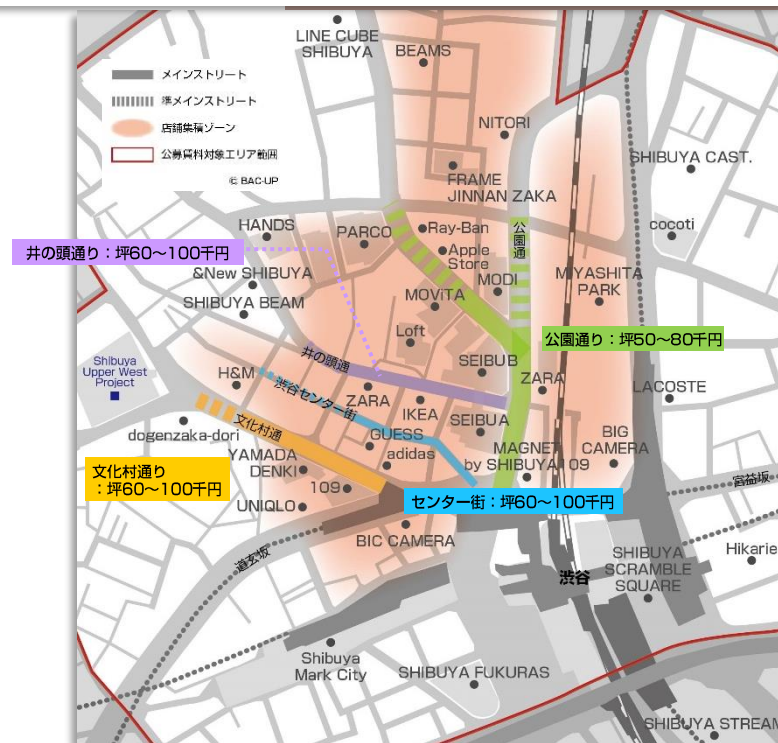 LINE CUBE
SHIBUYA
BEAMS
メインストリート
準メインストリート
店舗集積ゾーン
公募賃料対象エリア範囲
© BAC-UP
NITORI
SHIBUYA CAST.
FRAME
JINNAN ZAKA
HANDS
PARCO
Ray-Ban
公園通
cocoti
井の頭通り：坪60～100千円
Apple
Store
&New SHIBUYA
MODI
MIYASHITA
PARK
SHIBUYA BEAM
MOViTA
Loft
公園通り：坪50～80千円
井の頭通
SEIBUB
Shibuya
Upper West
Project
H&M
渋谷センター街
ZARA
ZARA
LACOSTE
IKEA
文化村通
SEIBUA
dogenzaka-dori
GUESS
BIG
CAMERA
YAMADA
DENKI
adidas
MAGNET
by SHIBUYA109
文化村通り
：坪60～100千円
宮益坂
109
センター街：坪60～100千円
UNIQLO
BIC CAMERA
道玄坂
SHIBUYA
SCRAMBLE
SQUARE
Hikarie
渋谷
Shibuya
Mark City
SHIBUYA FUKURAS
SHIBUYA STREAM